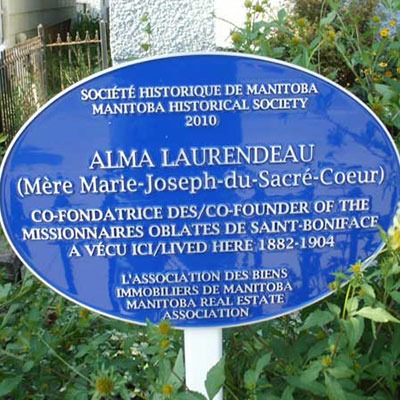 SOCIÉTÉ HISTORIQUE DE MANITOBA
MANITOBA HISTORICAL SOCIETY
2010
ALMA LAURENDEAU
(Mère Marie-Joseph-du-Sacré-Coeur)
CO-FONDATRICE DES/CO-FOUNDER OF THE
MISSIONNAIRES OBLATES DE SAINT-BONIFACE
A VÉCU ICI/LIVED HERE 1882-1904
L'ASSOCIATION DES BIENS
IMMOBILIERS DE MANITOBA
MANITOBA REAL ESTATE
ASSOCIATION